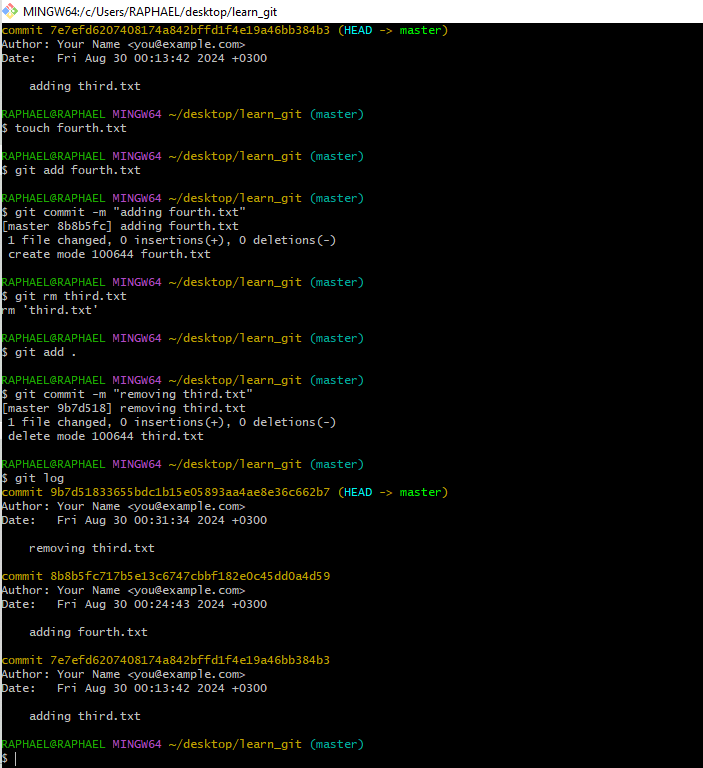 MINGW64:/c/Users/RAPHAEL/desktop/learn_git
commit 7e7efd6207408174a842bffd1f4e19a46bb384b3 (HEAD -> master)
Author: Your Name <you@example.com>
Date:   Fri Aug 30 00:13:42 2024 +0300
adding third.txt
RAPHAEL@RAPHAEL MINGW64 ~/desktop/learn_git (master)
$ touch fourth.txt
RAPHAEL@RAPHAEL MINGW64 ~/desktop/learn_git (master)
$ git add fourth.txt
RAPHAEL@RAPHAEL MINGW64 ~/desktop/learn_git (master)
$ git commit -m "adding fourth.txt"
[master 8b8b5fc] adding fourth.txt
1 file changed, 0 insertions(+), 0 deletions(-)
create mode 100644 fourth.txt
RAPHAEL@RAPHAEL MINGW64 ~/desktop/learn_git (master)
$ git rm third.txt
rm 'third.txt'
RAPHAEL@RAPHAEL MINGW64 ~/desktop/learn_git (master)
$ git add .
RAPHAEL@RAPHAEL MINGW64 ~/desktop/learn_git (master)
$ git commit -m "removing third.txt"
[master 9b7d518] removing third.txt
1 file changed, 0 insertions(+), 0 deletions(-)
delete mode 100644 third.txt
RAPHAEL@RAPHAEL MINGW64 ~/desktop/learn_git (master)
$ git log
commit 9b7d51833655bdc1b15e05893aa4ae8e36c662b7 (HEAD -> master)
Author: Your Name <you@example.com>
Date:   Fri Aug 30 00:31:34 2024 +0300
removing third.txt
commit 8b8b5fc717b5e13c6747cbbf182e0c45dd0a4d59
Author: Your Name <you@example.com>
Date:   Fri Aug 30 00:24:43 2024 +0300
adding fourth.txt
commit 7e7efd6207408174a842bffd1f4e19a46bb384b3
Author: Your Name <you@example.com>
Date:   Fri Aug 30 00:13:42 2024 +0300
adding third.txt
RAPHAEL@RAPHAEL MINGW64 ~/desktop/learn_git (master)
$